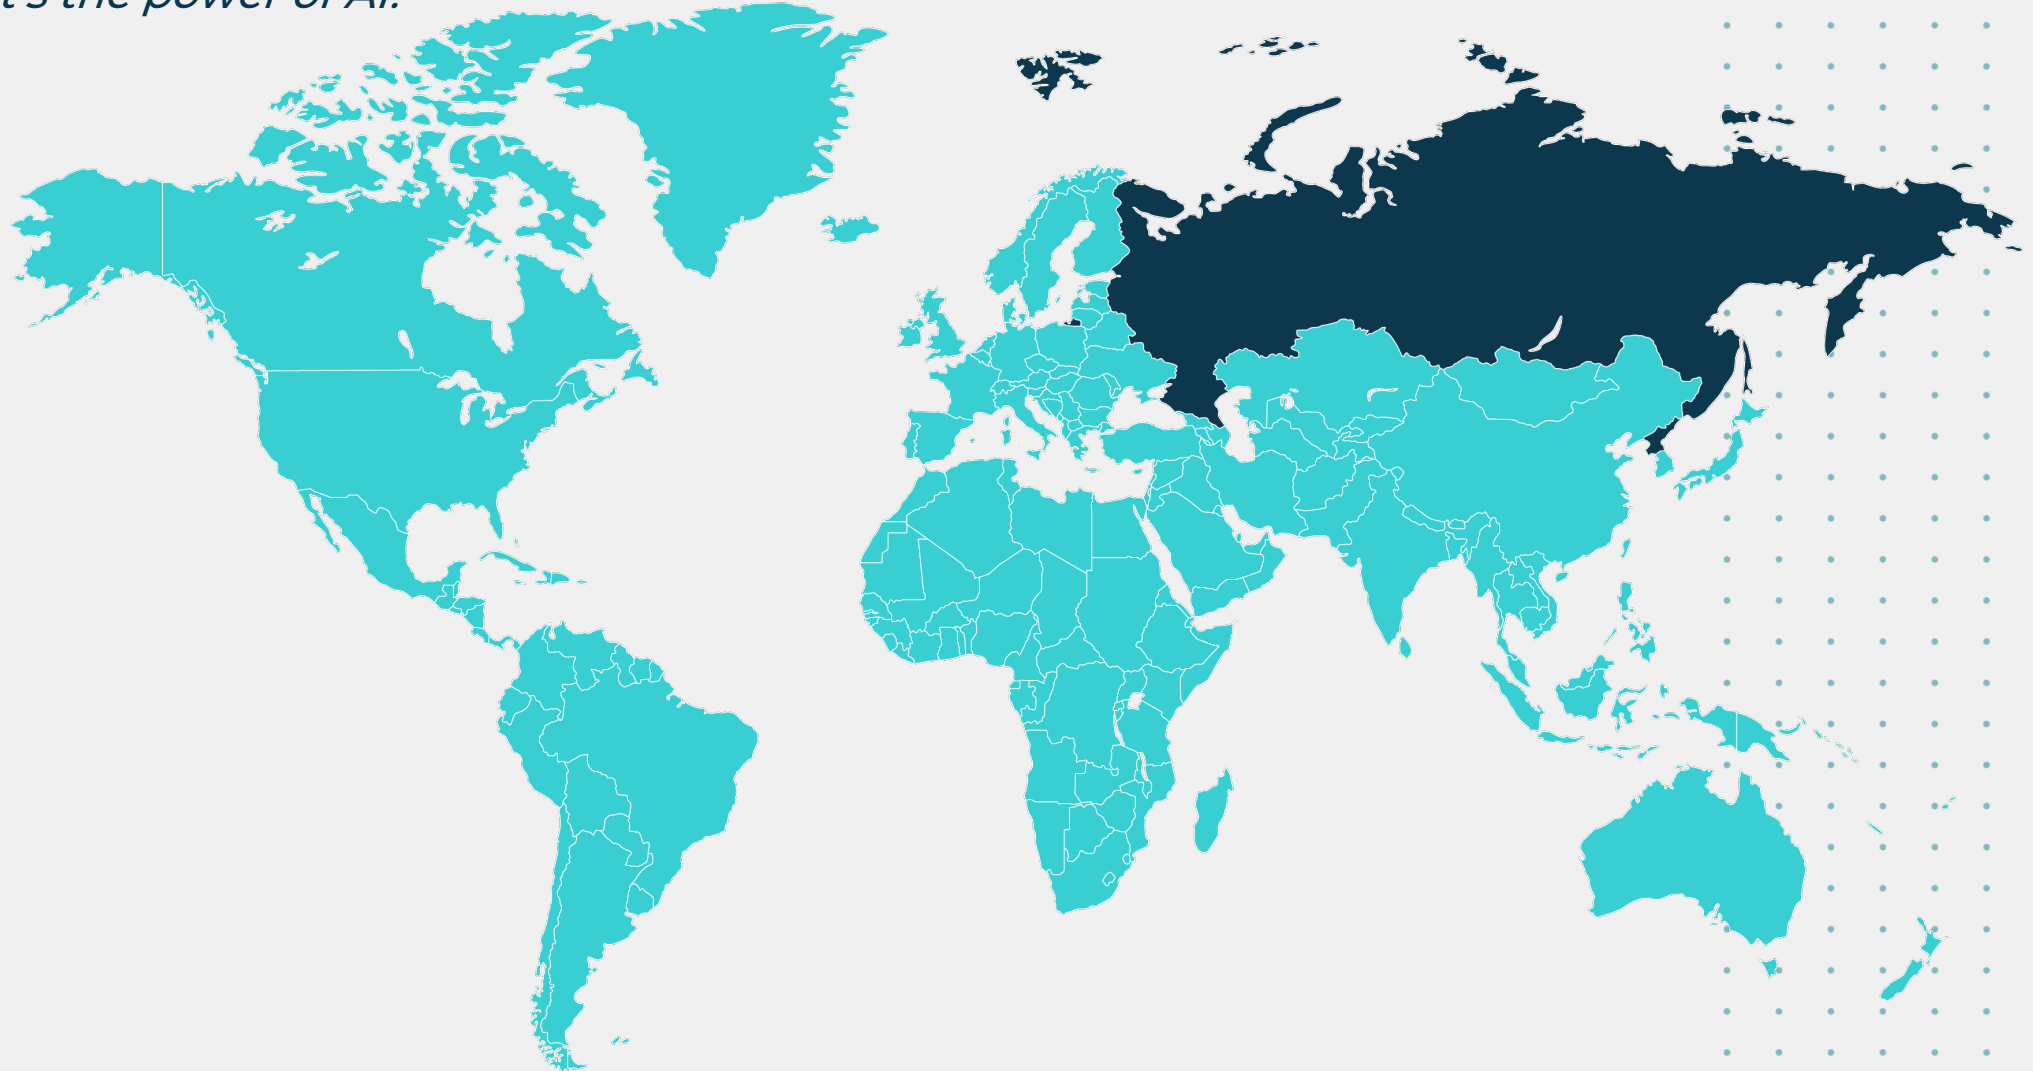 t's the power of AI.